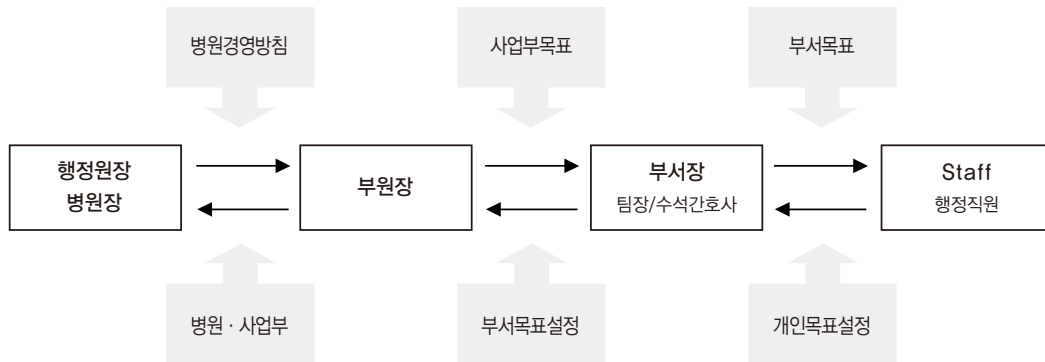 병원경영방침
사업부목표
부서목표
행정원장
병원장
부원장
부서장
팀장/수석간호사
Staff
행정직원
병원 · 사업부
부서목표설정
개인목표설정